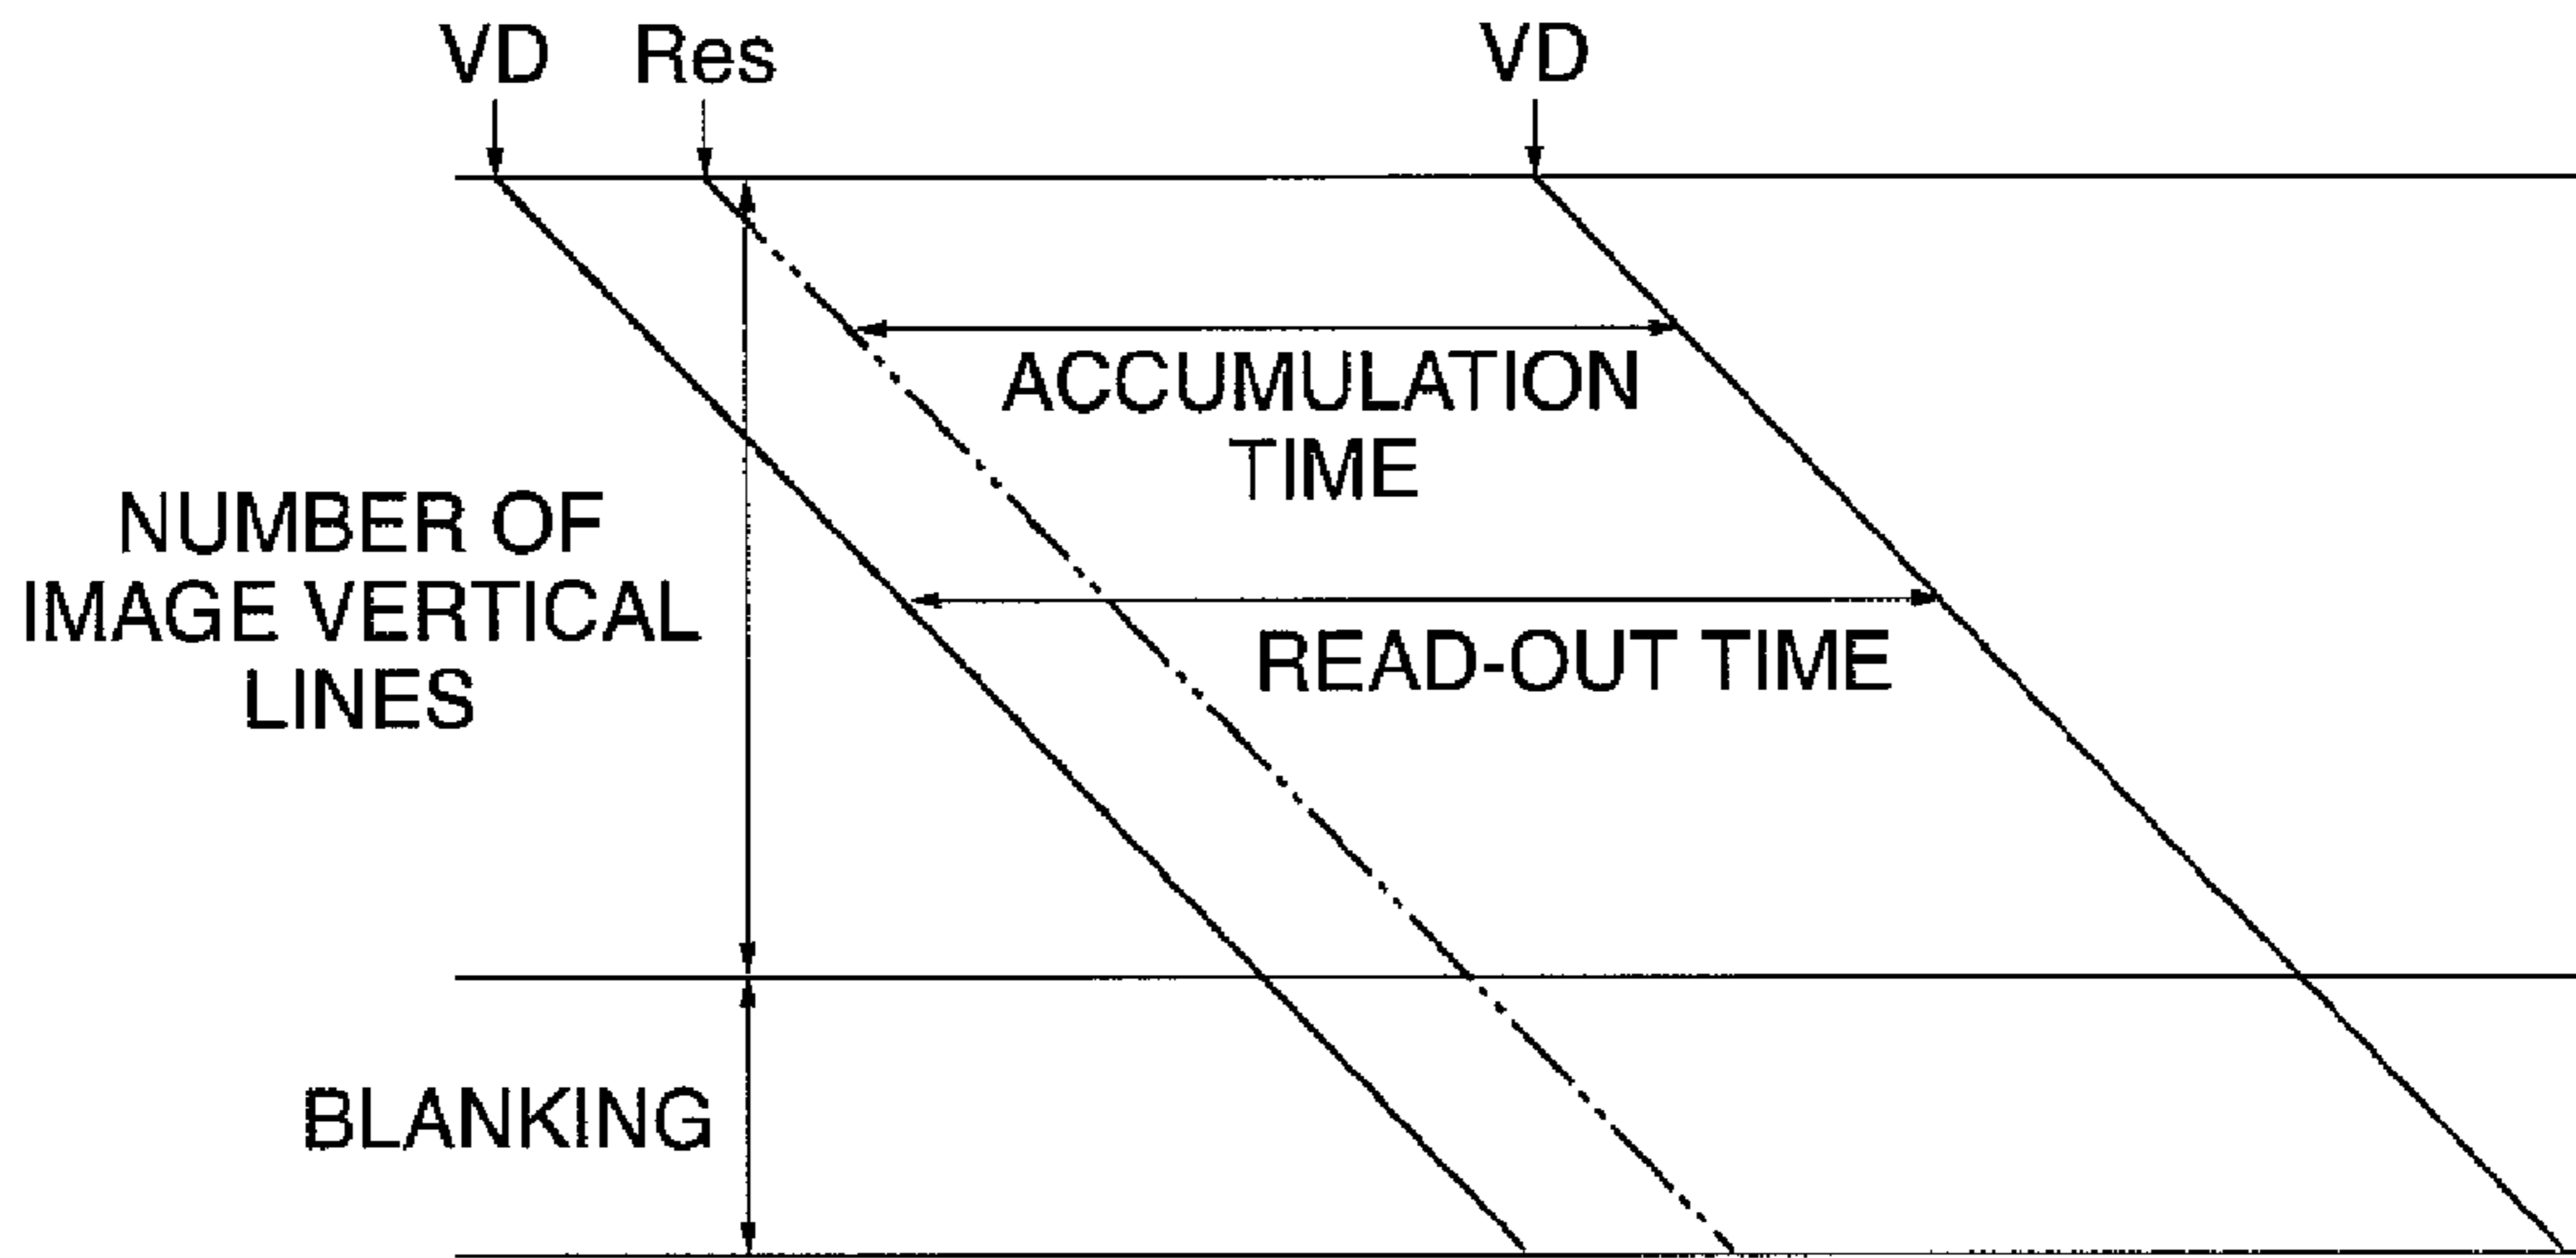 VD Res VD
ACCUMULATION
TIME
NUMBER OF
IMAGE VERTICAL
LINES
READ-OUT TIME
BLANKING